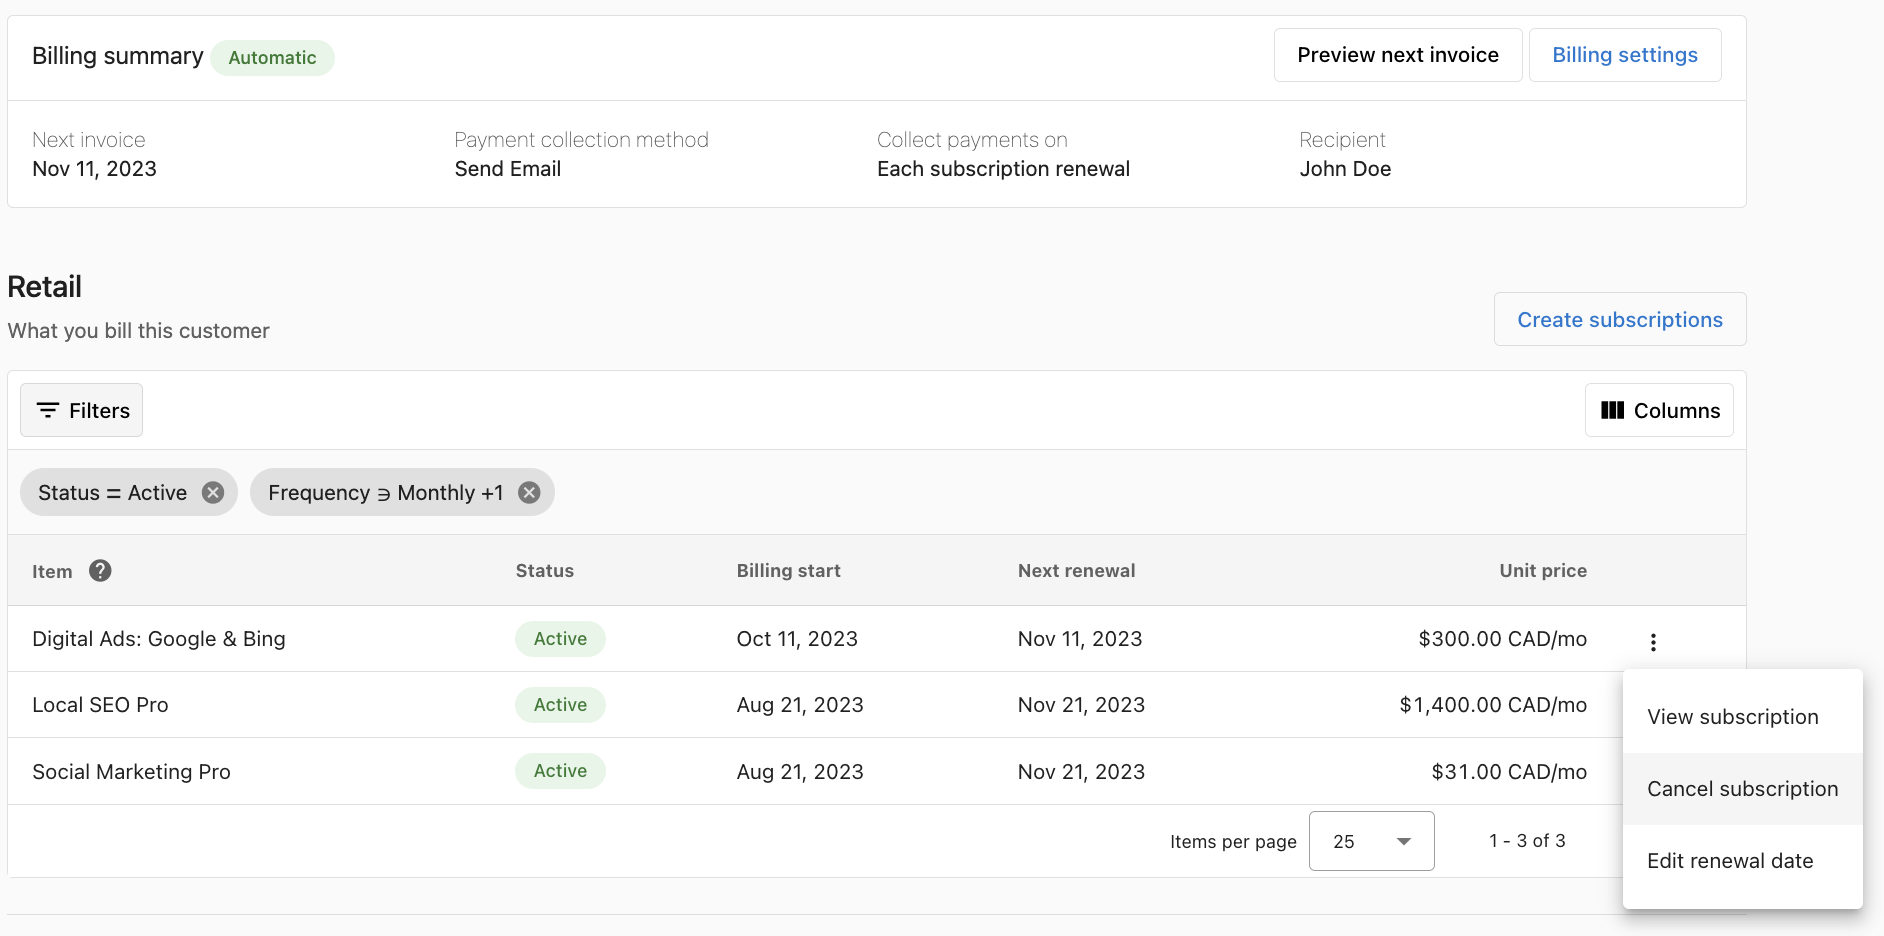 Billing summary Automatic Preview next invoice Billing settings
Next invoice Payment collection method Collect payments on Recipient
Nov 11, 2023 Send Email Each subscription renewal John Doe
Retail
What you bill this customer
Create subscriptions
Filters Columns
Status = Active Frequency ∋ Monthly +1
Item ? Status Billing start Next renewal Unit price
Digital Ads: Google & Bing Active Oct 11, 2023 Nov 11, 2023 $300.00 CAD/mo
Local SEO Pro Active Aug 21, 2023 Nov 21, 2023 $1,400.00 CAD/mo
Social Marketing Pro Active Aug 21, 2023 Nov 21, 2023 $31.00 CAD/mo
Items per page 25 1 - 3 of 3
View subscription
Cancel subscription
Edit renewal date